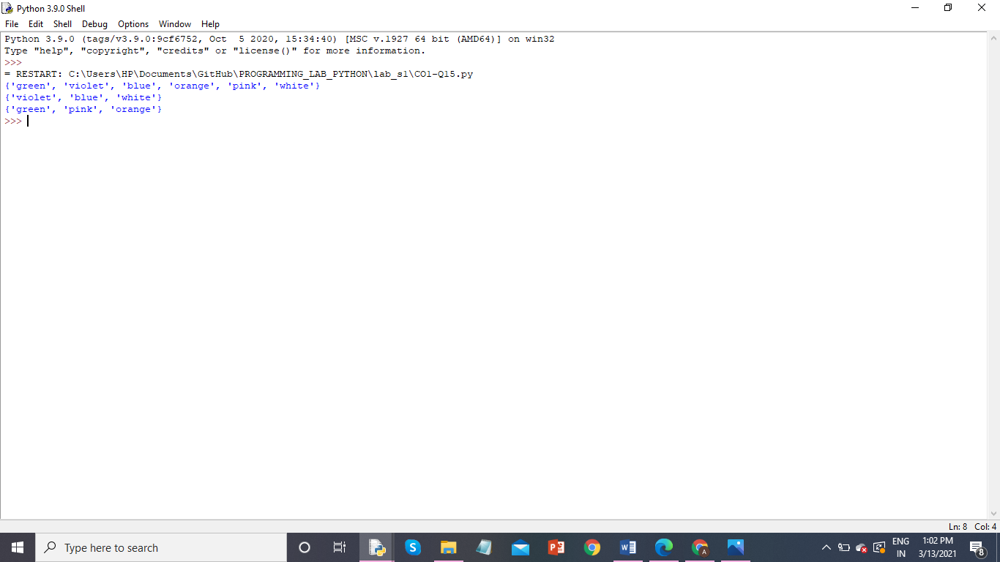 Python 3.9.0 Shell
File Edit Shell Debug Options Window Help
Python 3.9.0 (tags/v3.9.0:9cf6752, Oct  5 2020, 15:34:40) [MSC v.1927 64 bit (AMD64)] on win32
Type "help", "copyright", "credits" or "license()" for more information.
>>>
= RESTART: C:\Users\HP\Documents\GitHub\PROGRAMMING_LAB_PYTHON\lab_s1\CO1-Q15.py
{'green', 'violet', 'blue', 'orange', 'pink', 'white'}
{'violet', 'blue', 'white'}
{'green', 'pink', 'orange'}
>>>
Ln: 8 Col: 4
Type here to search
ENG
IN
1:02 PM
3/13/2021
8